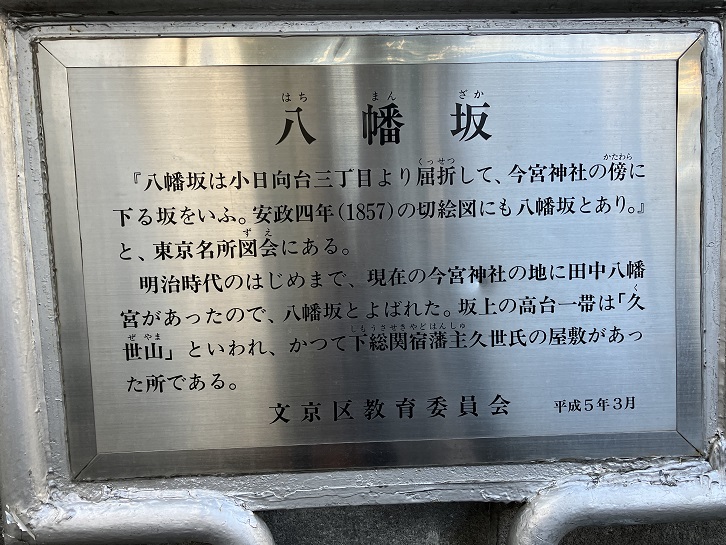 はち まん ざか
八幡坂
くっせつ かたわら
『八幡坂は小日向台三丁目より屈折して、今宮神社の傍に
下る坂をいふ。安政四年(1857)の切絵図にも八幡坂とあり。』
ずえ
と、東京名所図会にある。
明治時代のはじめまで、現在の今宮神社の地に田中八幡
く
宮があったので、八幡坂とよばれた。坂上の高台一帯は「久
ぜ やま しもうさせきやどはんしゅ
世山」といわれ、かつて下総関宿藩主久世氏の屋敷があっ
た所である。
文京区教育委員会 平成5年3月